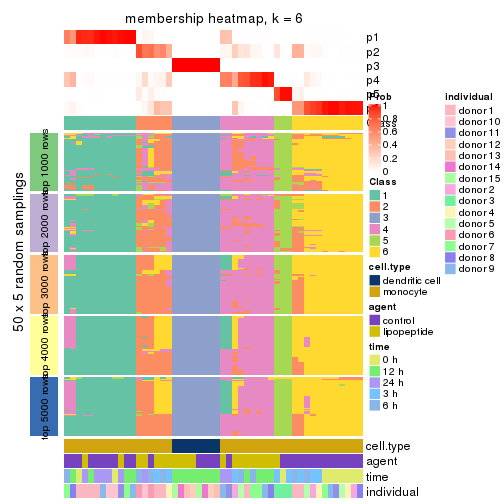 membership heatmap, k = 6
p1
p2
p3
p4
p5
Prob
1
0.8
0.6
0.4
0.2
0
Class
1
2
3
4
5
6
cell.type
dendritic cell
monocyte
agent
control
lipopeptide
time
0 h
12 h
24 h
3 h
6 h
individual
donor 1
donor 10
donor 11
donor 12
donor 13
donor 14
donor 15
donor 2
donor 3
donor 4
donor 5
donor 6
donor 7
donor 8
donor 9
50 x 5 random samplings
top 1000 rows
top 2000 rows
top 3000 rows
top 4000 rows
top 5000 rows
cell.type
agent
time
individual